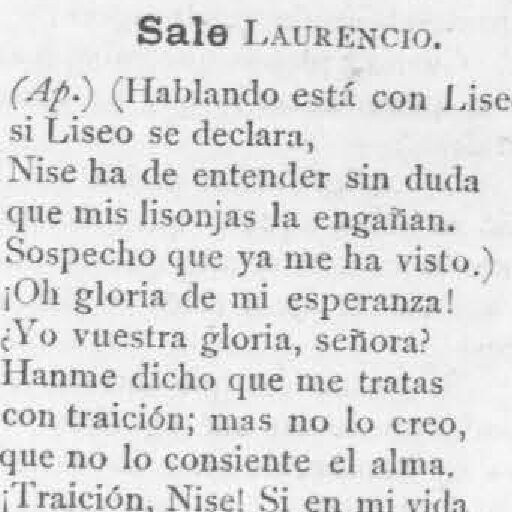 Sale LAURENCIO.
(Ap.) (Hablando está con Lise
si Liseo se declara,
Nise ha de entender sin duda
que mis lisonjas la engañan.
Sospecho que ya me ha visto.)
¡Oh gloria de mi esperanza!
¿Yo vuestra gloria, señora?
Hanme dicho que me tratas
con traición; mas no lo creo,
que no lo consiente el alma.
¡Traición, Nise! Si en mi vida